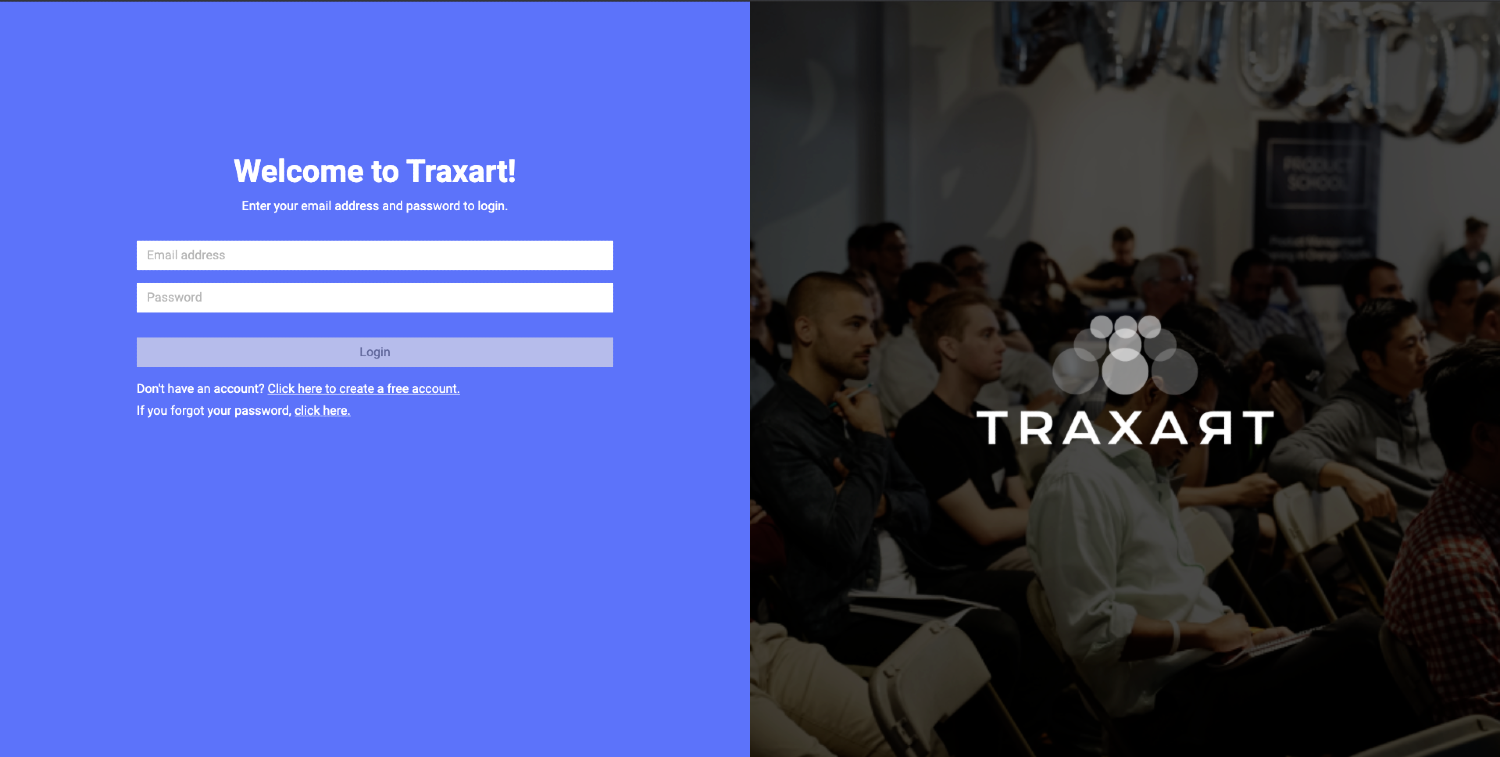 Welcome to Traxart!
Enter your email address and password to login.
Email address
Password
Login
Don't have an account? Click here to create a free account.
If you forgot your password, click here.
PRODUCT
SCHOOL
TRAXAЯT